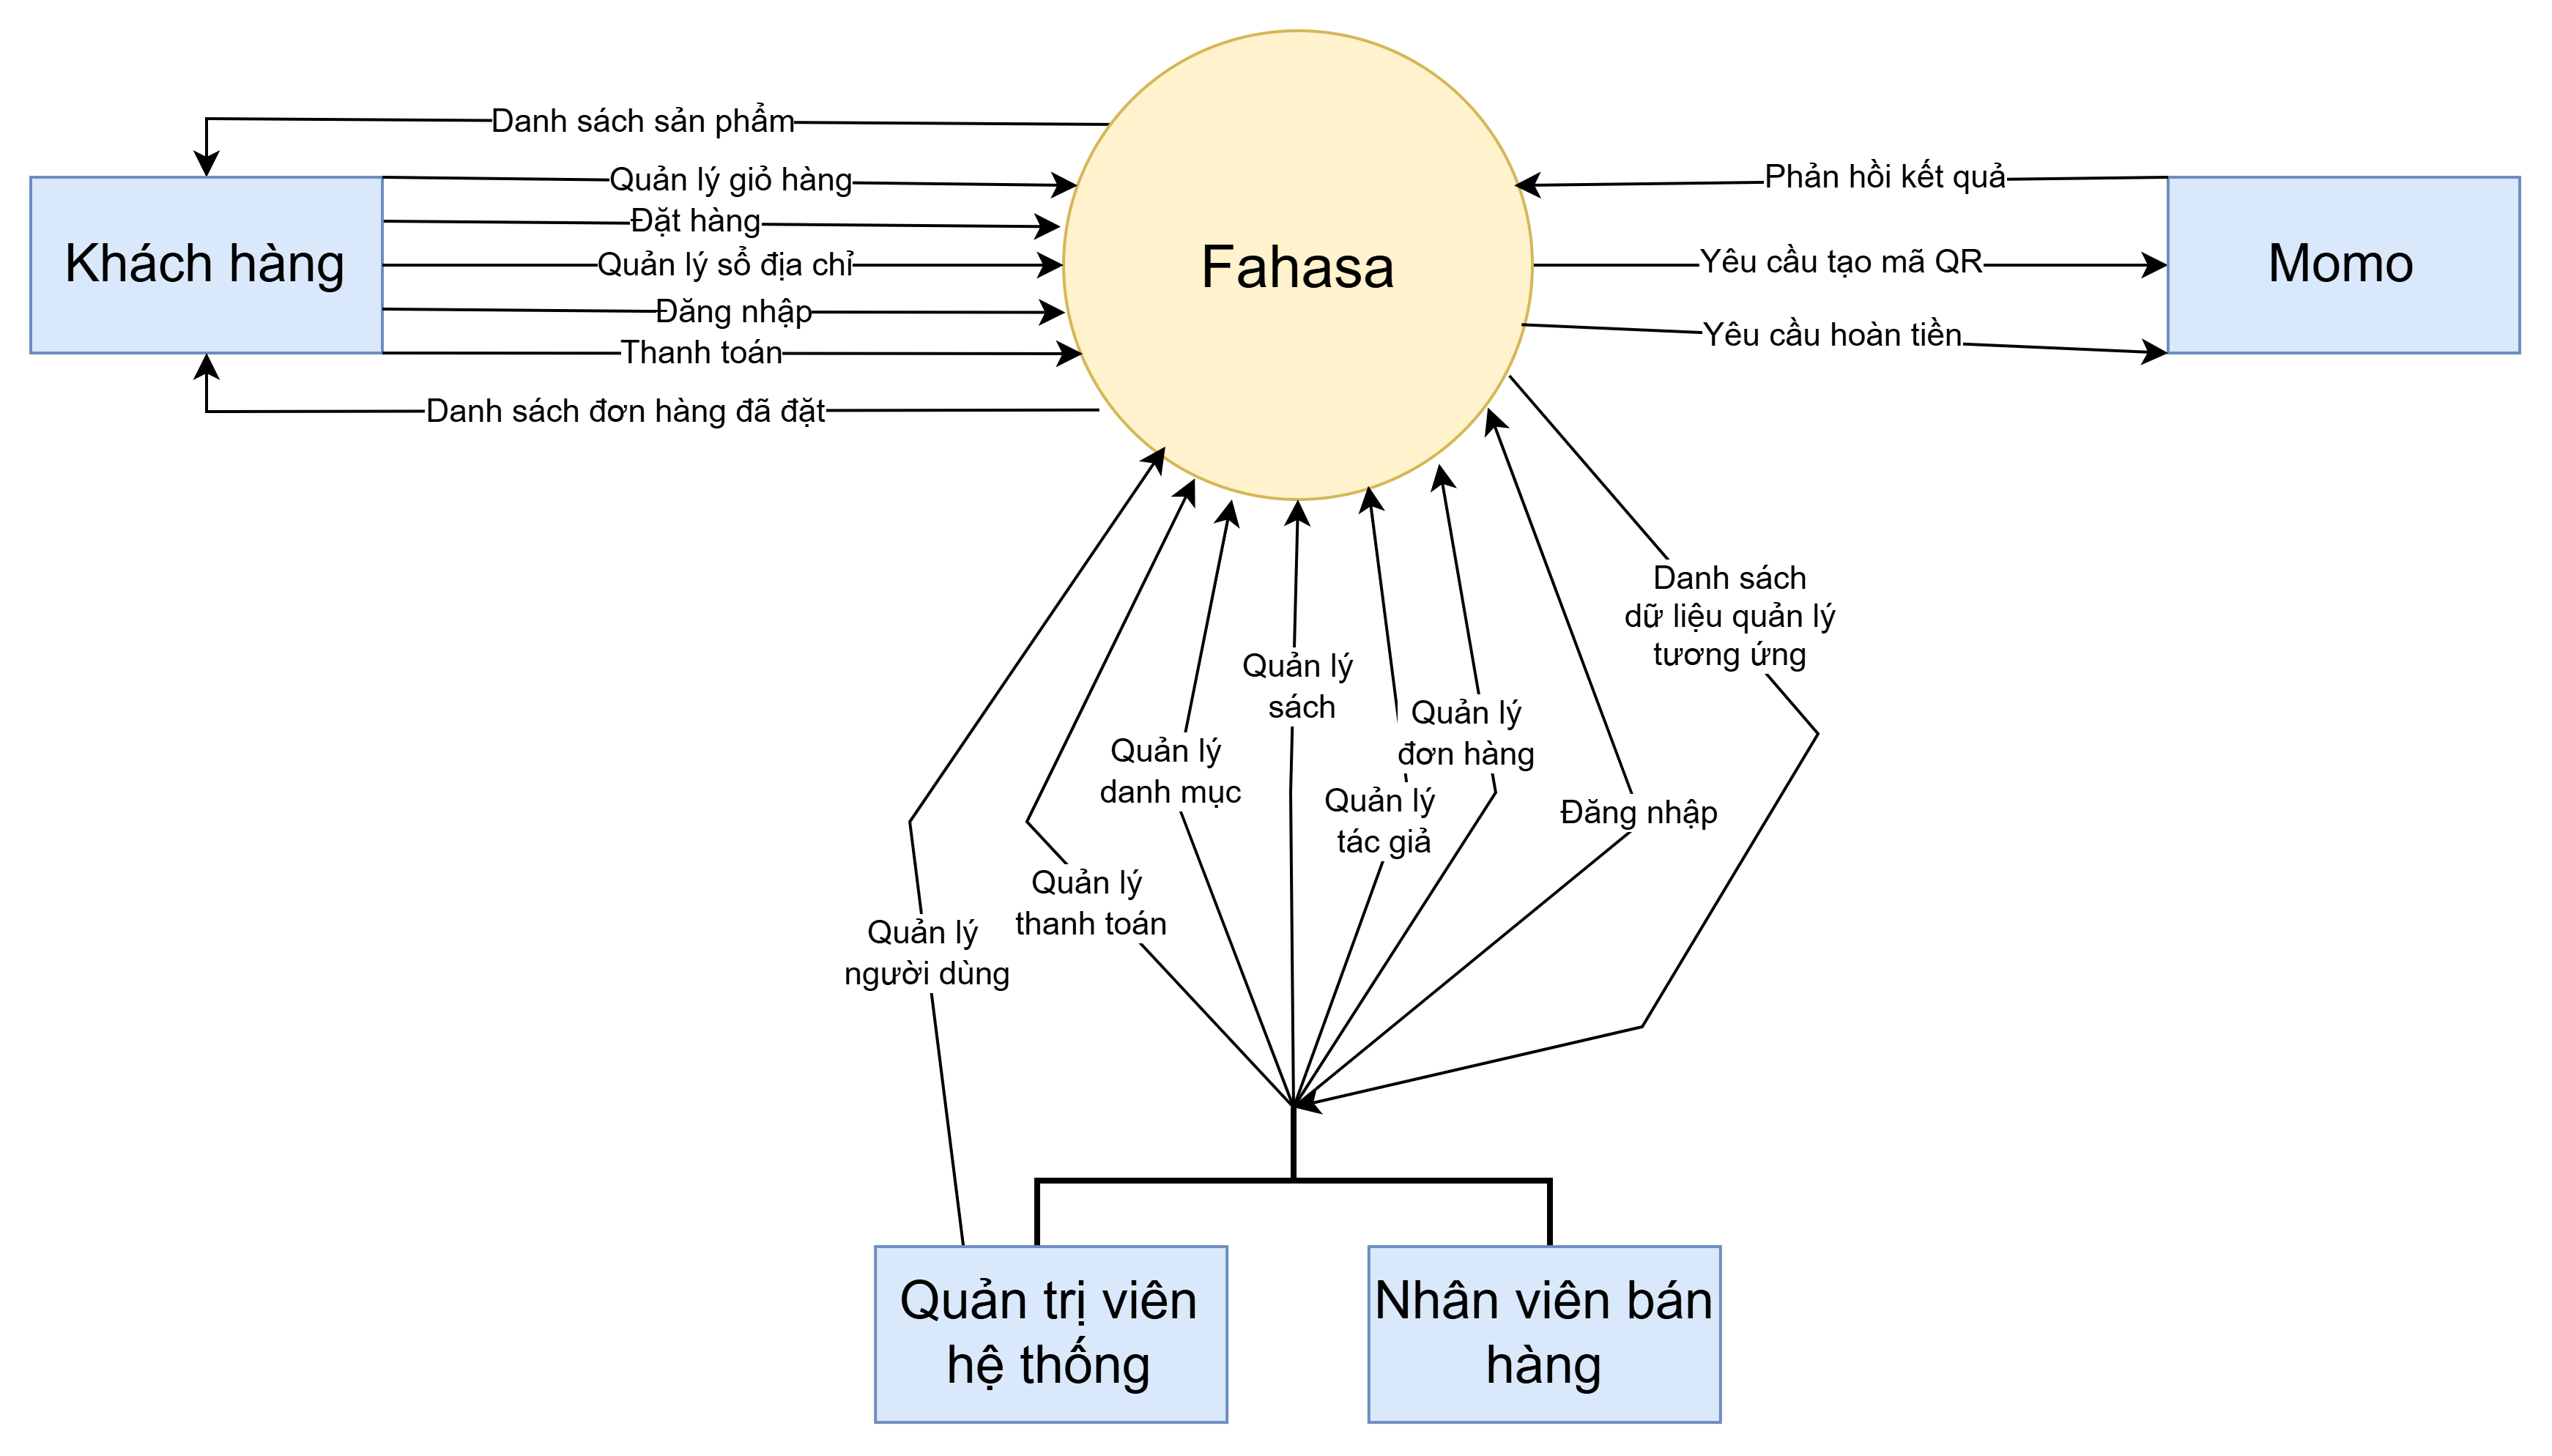 Danh sách sản phẩm
Quản lý giỏ hàng
Đặt hàng
Quản lý sổ địa chỉ
Đăng nhập
Thanh toán
Danh sách đơn hàng đã đặt
Khách hàng
Fahasa
Phản hồi kết quả
Yêu cầu tạo mã QR
Yêu cầu hoàn tiền
Momo
Danh sách
dữ liệu quản lý
tương ứng
Quản lý
sách
Quản lý
đơn hàng
Quản lý
danh mục
Quản lý
tác giả
Đăng nhập
Quản lý
thanh toán
Quản lý
người dùng
Quản trị viên
hệ thống
Nhân viên bán
hàng